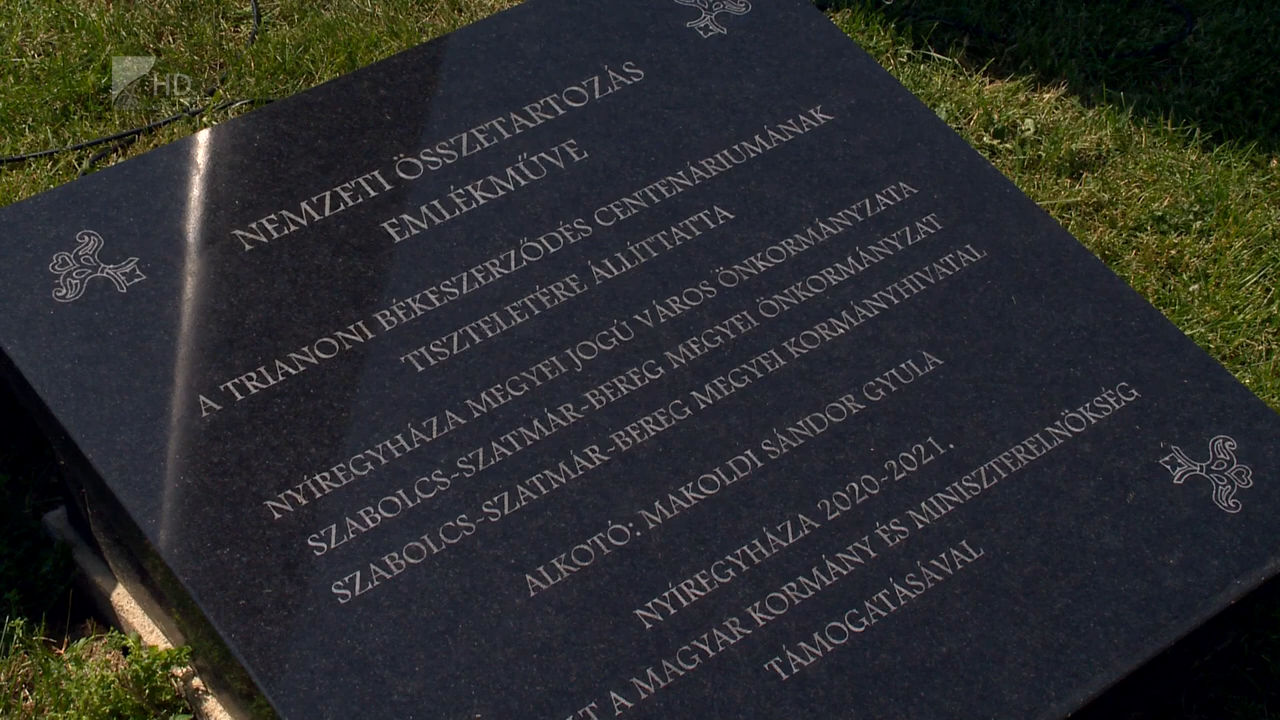 HD
NEMZETI ÖSSZETARTOZÁS
EMLÉKMŰVE
A TRIANONI BÉKESZERZŐDÉS CENTENÁRIUMÁNAK
TISZTELETÉRE ÁLLÍTTATTA
NYÍREGYHÁZA MEGYEI JOGÚ VÁROS ÖNKORMÁNYZATA
SZABOLCS-SZATMÁR-BEREG MEGYEI ÖNKORMÁNYZAT
SZABOLCS-SZATMÁR-BEREG MEGYEI KORMÁNYHIVATAL
ALKOTÓ: MAKOLDI SÁNDOR GYULA
NYÍREGYHÁZA 2020-2021.
A MAGYAR KORMÁNY ÉS MINISZTERELNÖKSÉG
TÁMOGATÁSÁVAL